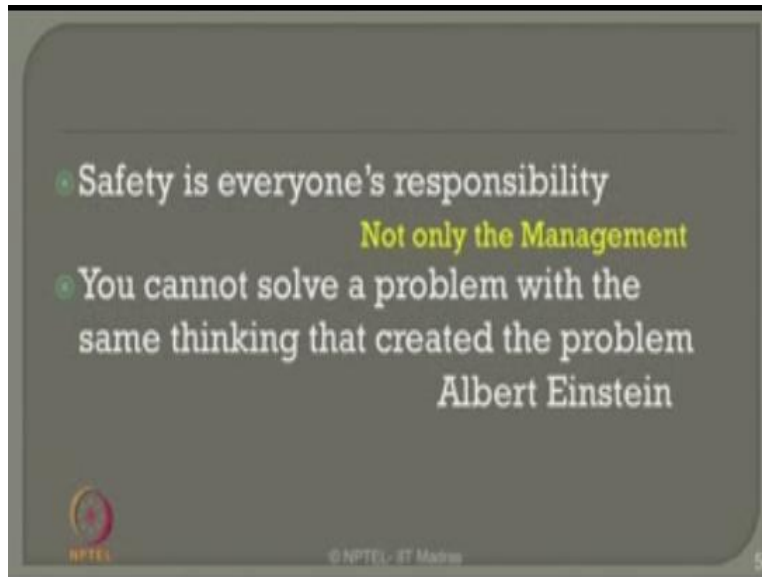 Safety is everyone's responsibility
Not only the Management
You cannot solve a problem with the
same thinking that created the problem
Albert Einstein
NPTEL
© NPTEL- IIT Madras
5